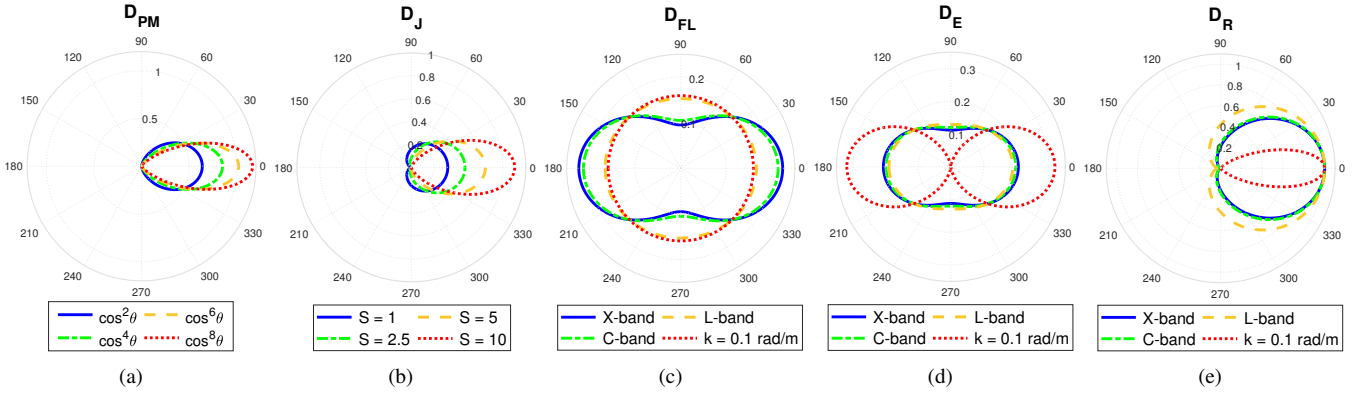 D_PM
90
120
60
1
150
30
0.5
180
0
210
330
240
300
270
cos²θ
cos⁶θ
cos⁴θ
cos⁸θ
(a)
D_J
90
1
120
60
0.8
0.6
150
30
0.4
0.2
180
0
210
330
240
300
270
S = 1
S = 5
S = 2.5
S = 10
(b)
D_FL
90
120
60
0.2
150
30
0.1
180
0
210
330
240
300
270
X-band
L-band
C-band
k = 0.1 rad/m
(c)
D_E
90
120
60
0.3
0.2
150
30
0.1
180
0
210
330
240
300
270
X-band
L-band
C-band
k = 0.1 rad/m
(d)
D_R
90
120
60
1
0.8
0.6
150
30
0.4
0.2
180
0
210
330
240
300
270
X-band
L-band
C-band
k = 0.1 rad/m
(e)